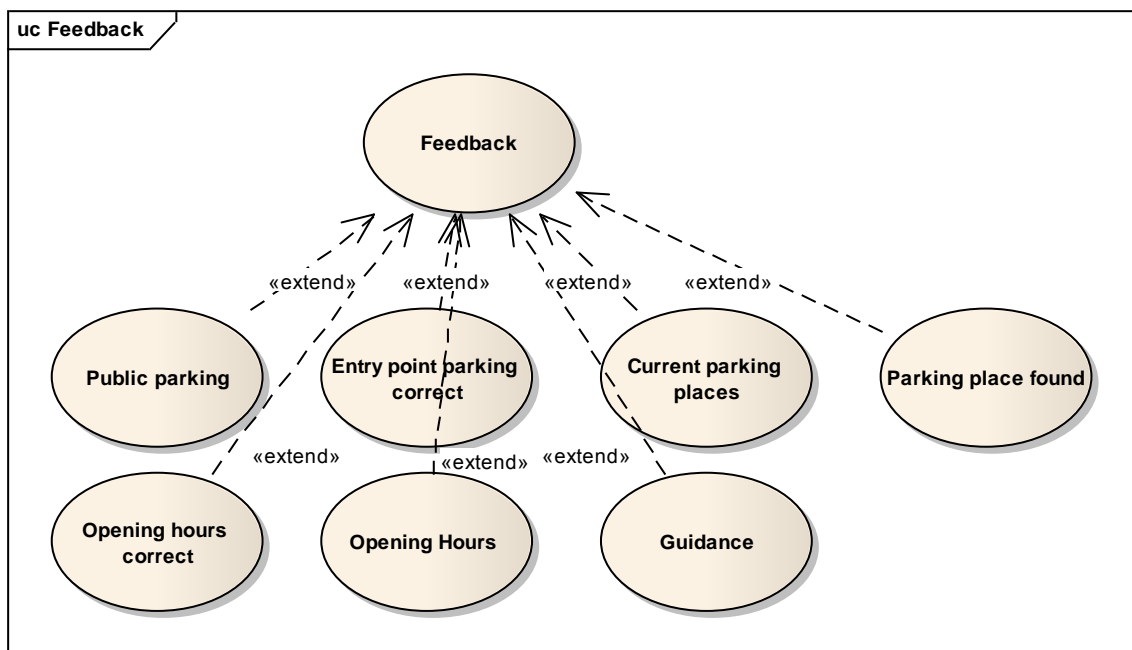 uc Feedback
Feedback
«extend»
«extend»
«extend»
«extend»
Public parking
Entry point parking
correct
Current parking
places
Parking place found
«extend»
«extend»
«extend»
Opening hours
correct
Opening Hours
Guidance